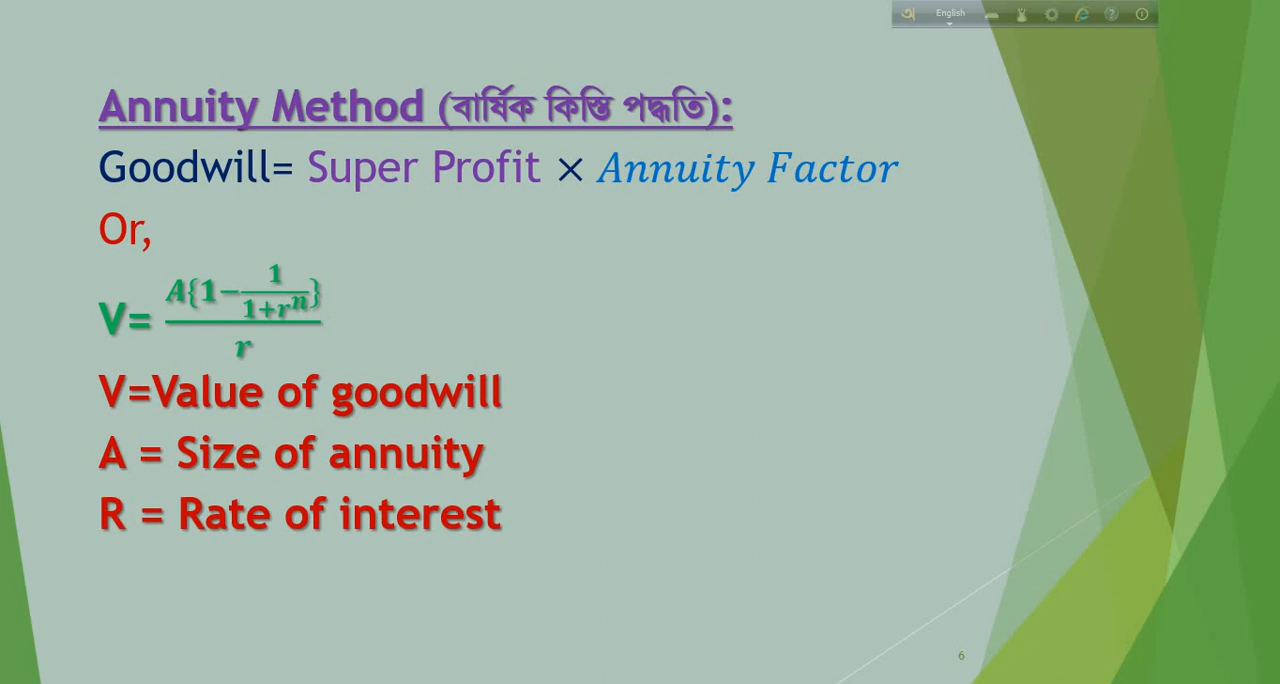 অ English
Annuity Method (বার্ষিক কিস্তি পদ্ধতি):
Goodwill= Super Profit × Annuity Factor
Or,
V= A{1−1/1+rⁿ}/r
V=Value of goodwill
A = Size of annuity
R = Rate of interest
6